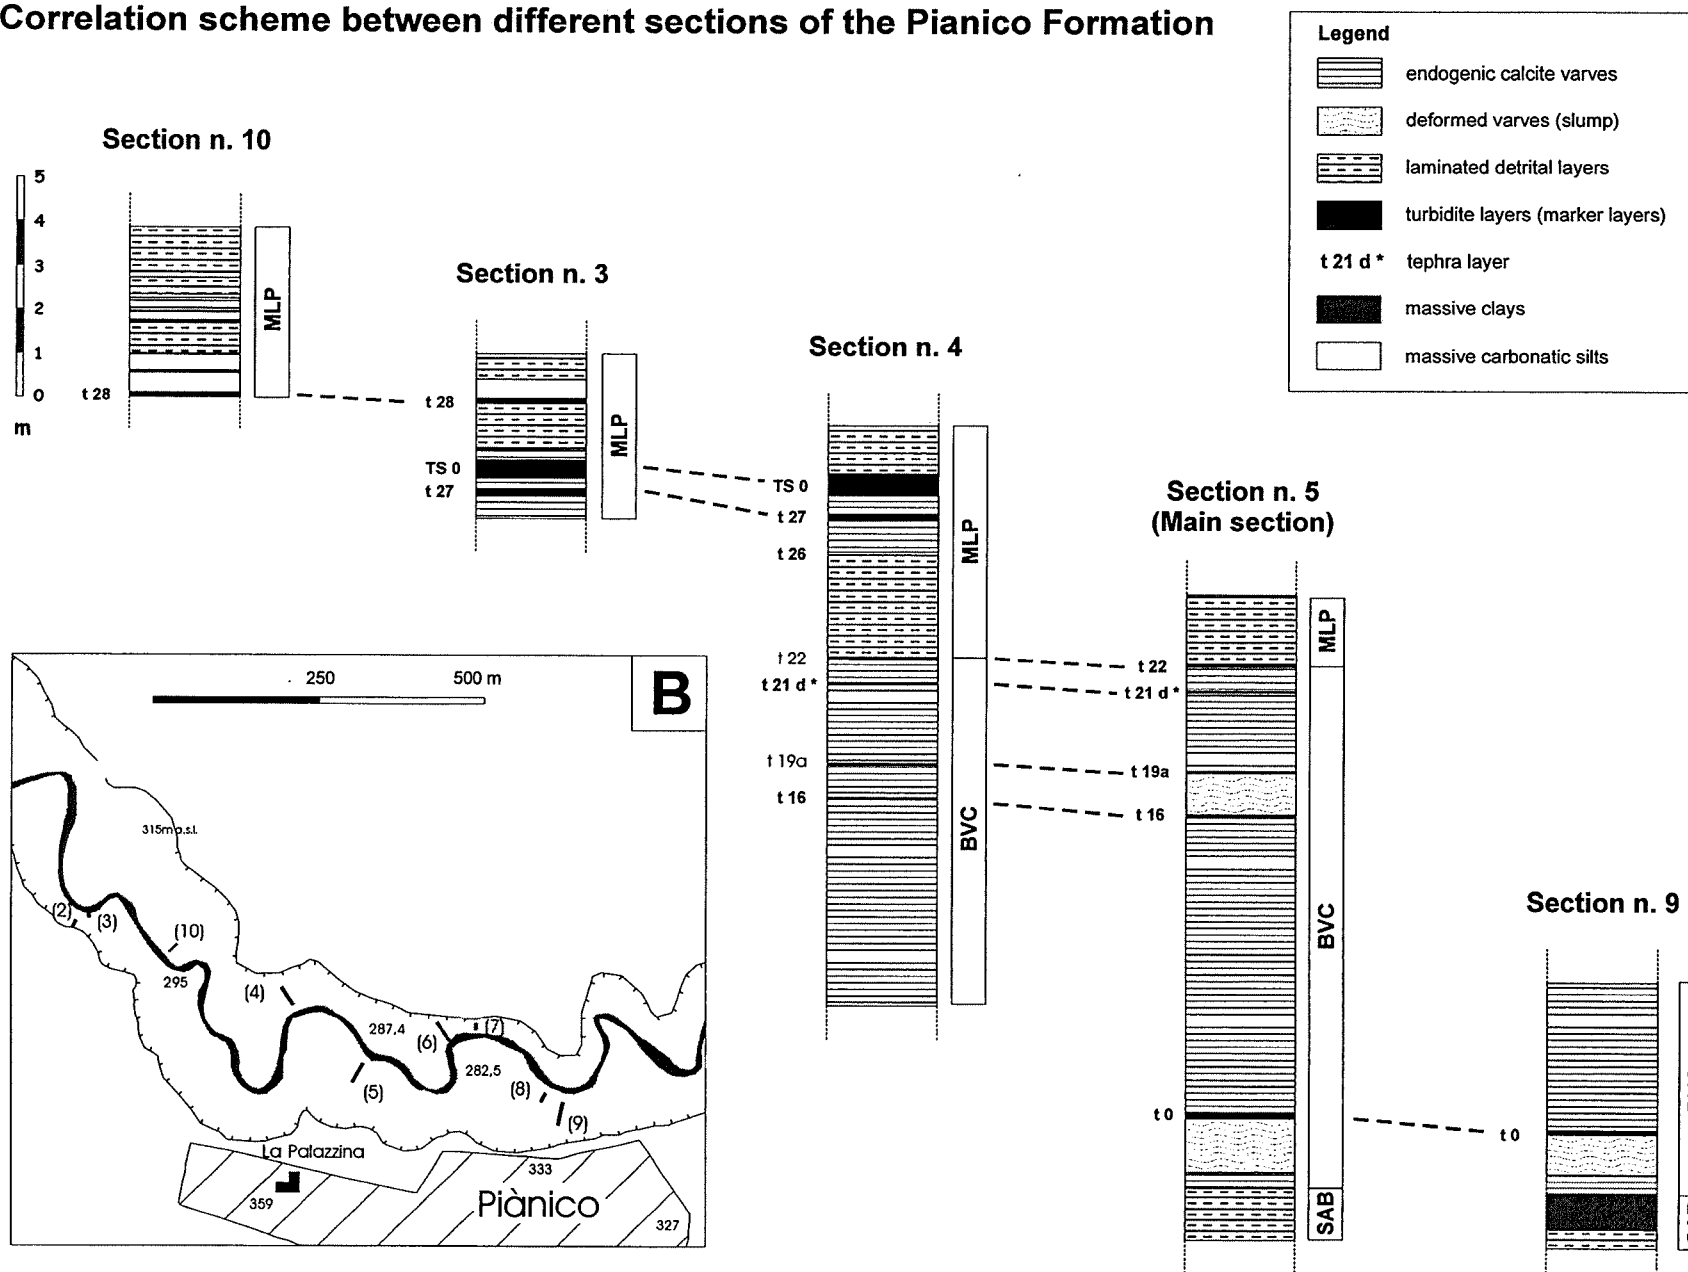 Correlation scheme between different sections of the Pianico Formation
Legend
endogenic calcite varves
deformed varves (slump)
laminated detrital layers
turbidite layers (marker layers)
t 21 d * tephra layer
massive clays
massive carbonatic silts
Section n. 10
5
4
3
2
1
0
m
t 28
MLP
Section n. 3
t 28
TS 0
t 27
MLP
Section n. 4
TS 0
t 27
t 26
t 22
t 21 d *
t 19a
t 16
MLP
BVC
Section n. 5
(Main section)
t 22
t 21 d *
t 19a
t 16
t 0
MLP
BVC
SAB
Section n. 9
t 0
B
250 500 m
315m a.s.l.
(2)
(3)
(10)
295
(4)
287,4
(6)
(7)
282,5
(5)
(8)
(9)
La Palazzina
359
333
Piànico
327